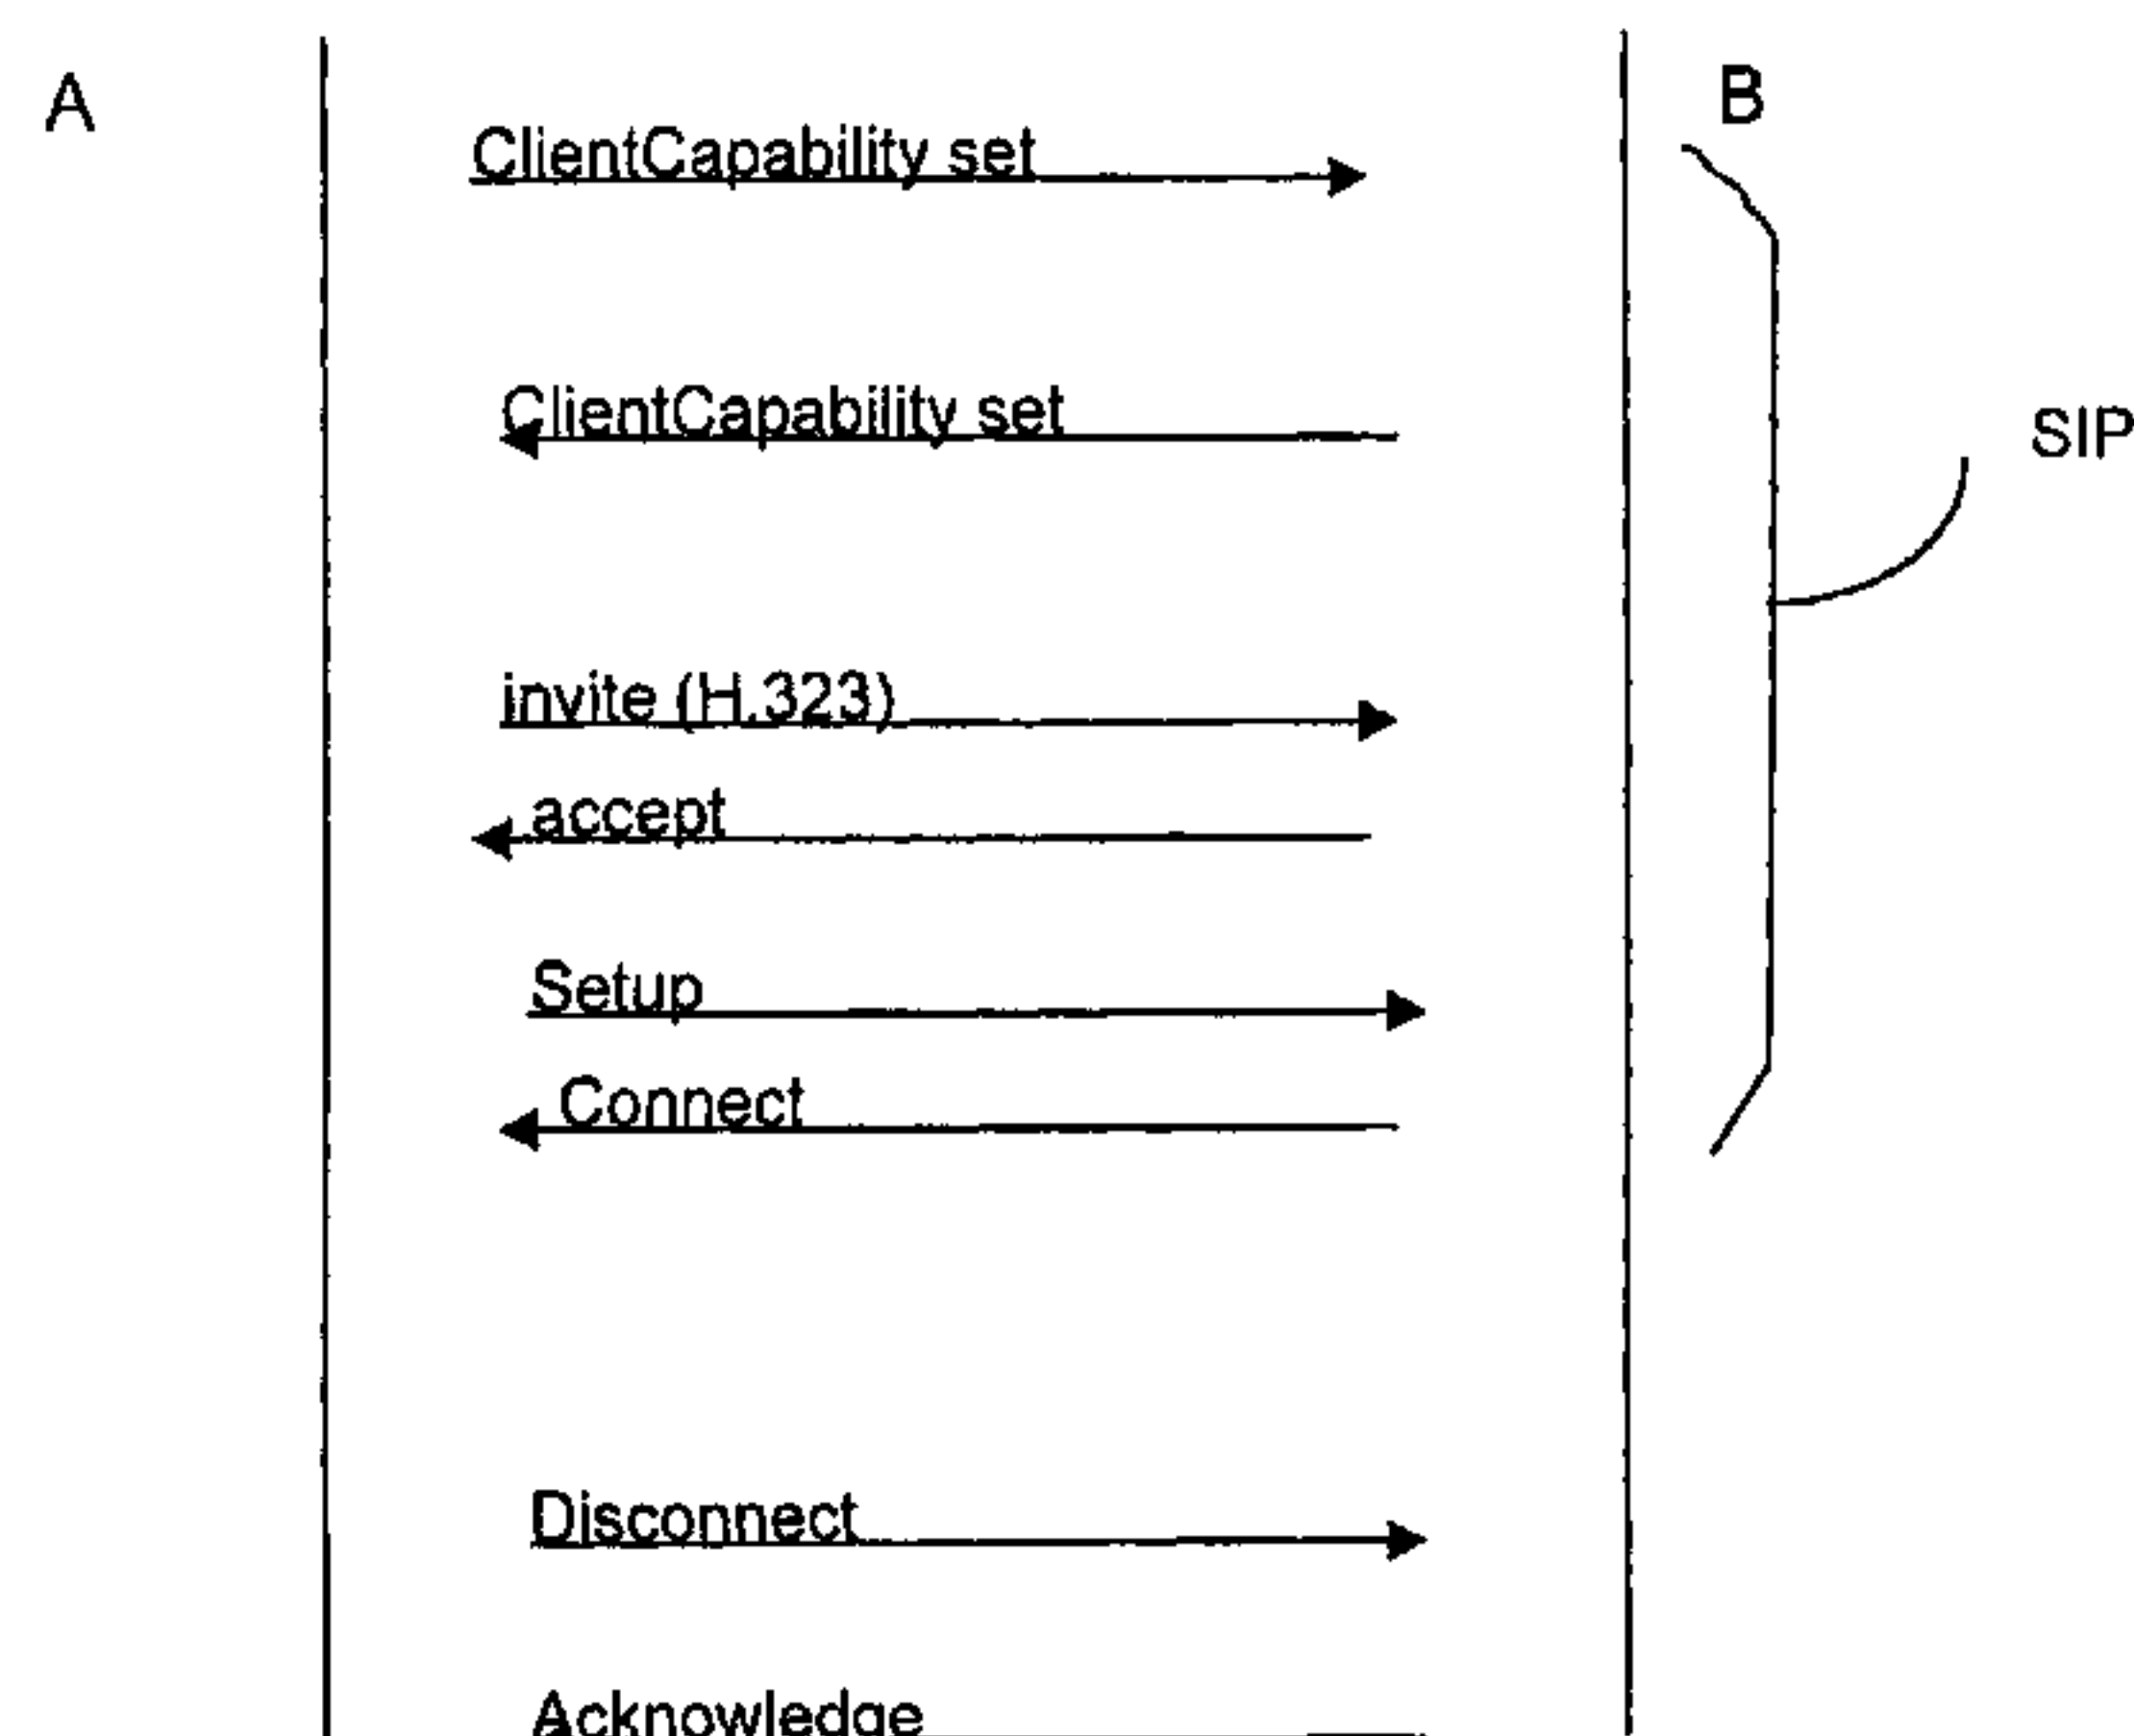 A
B
ClientCapability set
ClientCapability set
SIP
invite (H.323)
accept
Setup
Connect
Disconnect
Acknowledge